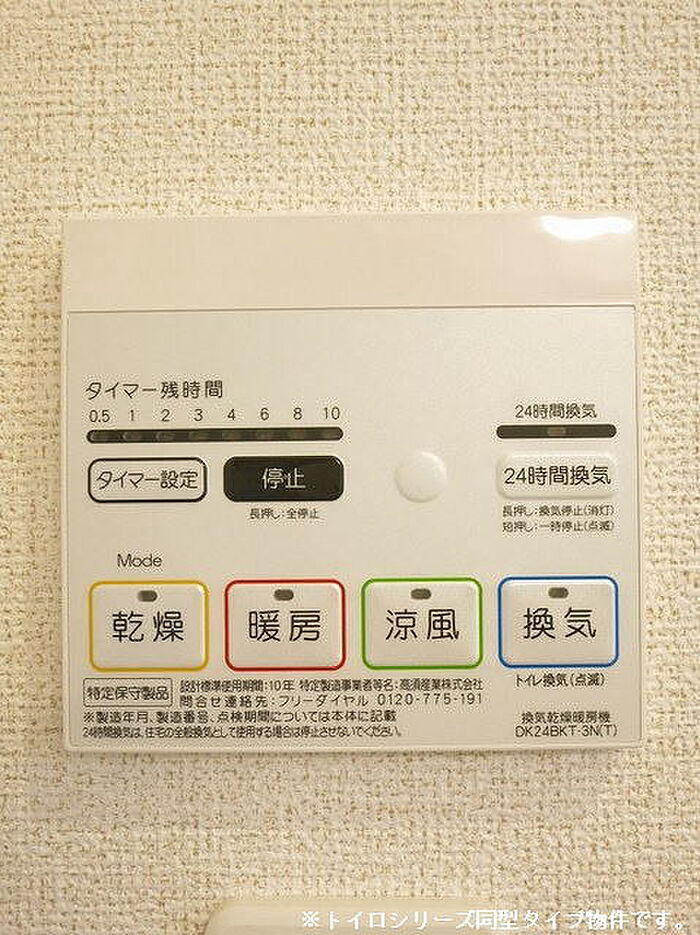 タイマー残時間
0.5 1 2 3 4 6 8 10
24時間換気
タイマー設定 停止 24時間換気
長押し:全停止
長押し:換気停止(消灯)
短押し:一時停止(点滅)
Mode
乾燥 暖房 涼風 換気
トイレ換気(点滅)
特定保守製品
設計標準使用期間:10年 特定製造事業者等名:高須産業株式会社
問合せ連絡先:フリーダイヤル 0120-775-191
※製造年月、製造番号、点検期間については本体に記載
24時間換気は、住宅の全般換気として使用する場合は停止させないでください。
換気乾燥暖房機
DK24BKT-3N(T)
※トイロシリーズ同型タイプ物件です。